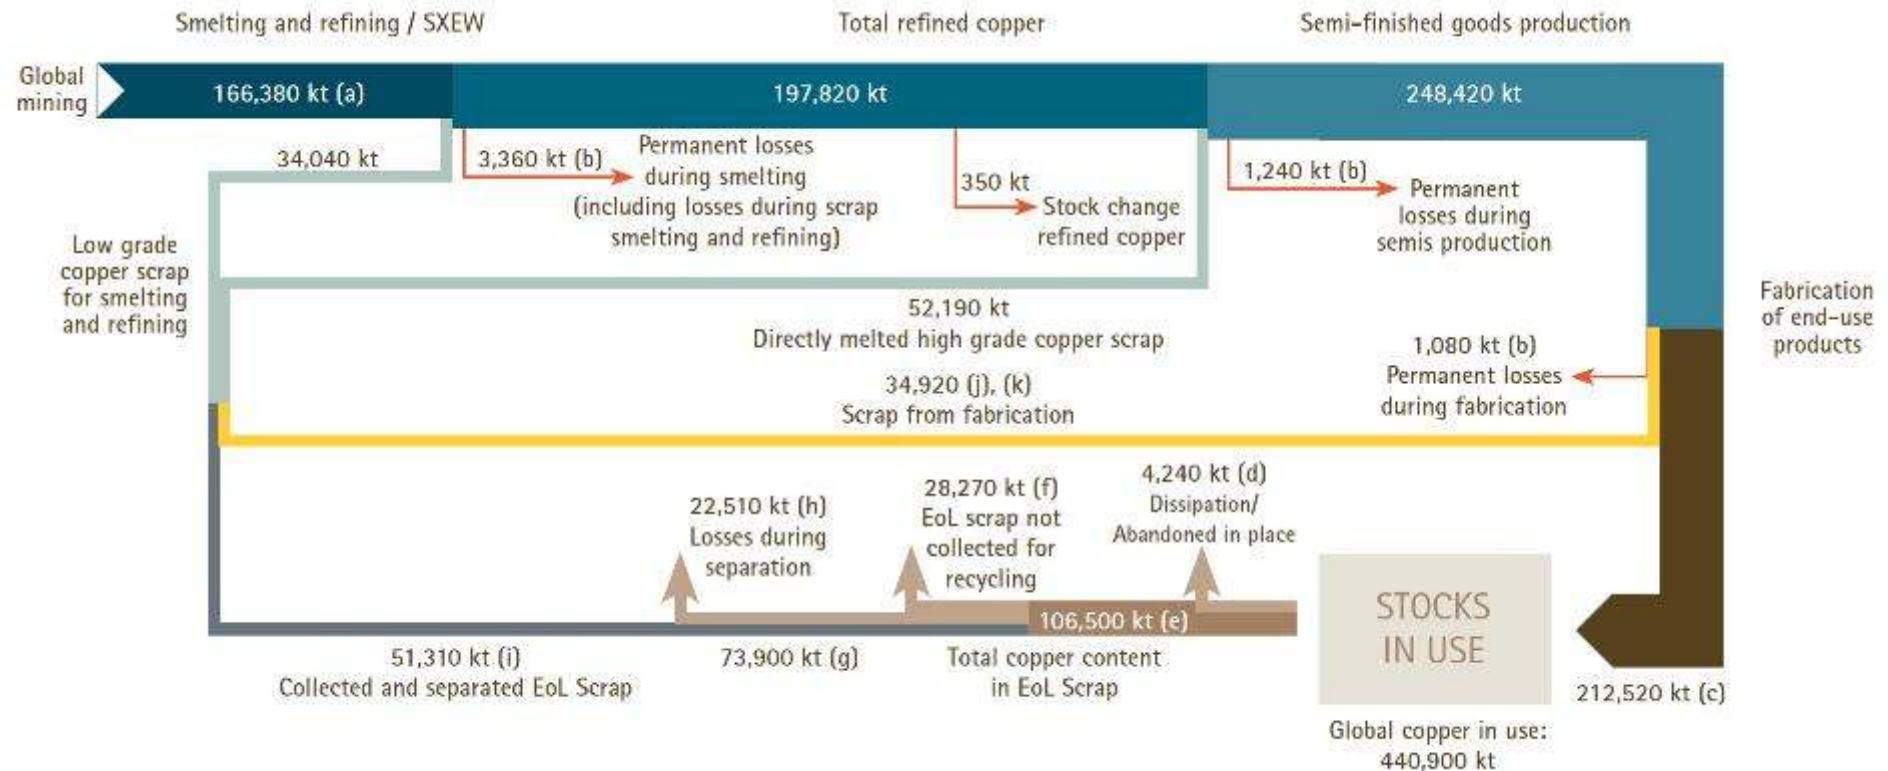 Smelting and refining / SXEW
Total refined copper
Semi-finished goods production
Global
mining
166,380 kt (a)
197,820 kt
248,420 kt
34,040 kt
3,360 kt (b)
Permanent losses
during smelting
(including losses during scrap
smelting and refining)
350 kt
Stock change
refined copper
1,240 kt (b)
Permanent
losses during
semis production
Low grade
copper scrap
for smelting
and refining
52,190 kt
Directly melted high grade copper scrap
Fabrication
of end-use
products
1,080 kt (b)
Permanent losses
during fabrication
34,920 (j), (k)
Scrap from fabrication
22,510 kt (h)
Losses during
separation
28,270 kt (f)
EoL scrap not
collected for
recycling
4,240 kt (d)
Dissipation/
Abandoned in place
106,500 kt (e)
STOCKS
IN USE
51,310 kt (i)
Collected and separated EoL Scrap
73,900 kt (g)
Total copper content
in EoL Scrap
212,520 kt (c)
Global copper in use:
440,900 kt